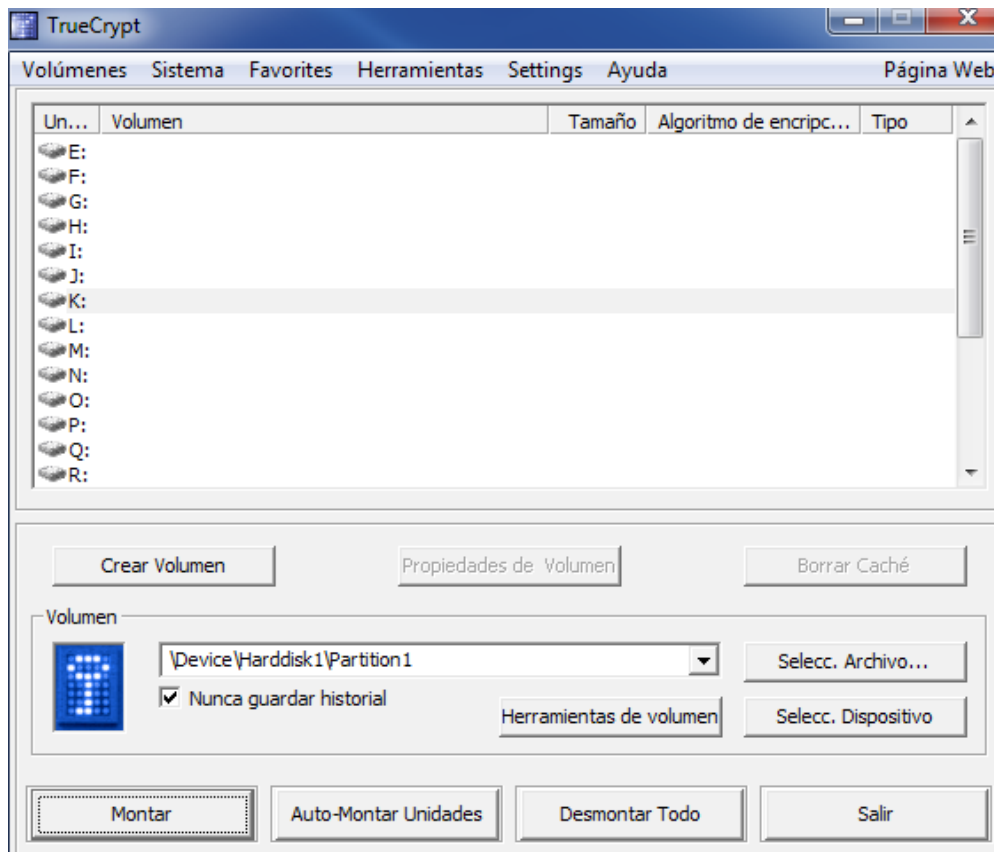 TrueCrypt
Volúmenes Sistema Favorites Herramientas Settings Ayuda Página Web
Un... Volumen Tamaño Algoritmo de encripc... Tipo
E:
F:
G:
H:
I:
J:
K:
L:
M:
N:
O:
P:
Q:
R:
Crear Volumen Propiedades de Volumen Borrar Caché
Volumen
\Device\Harddisk1\Partition1 Selecc. Archivo...
Nunca guardar historial
Herramientas de volumen Selecc. Dispositivo
Montar Auto-Montar Unidades Desmontar Todo Salir